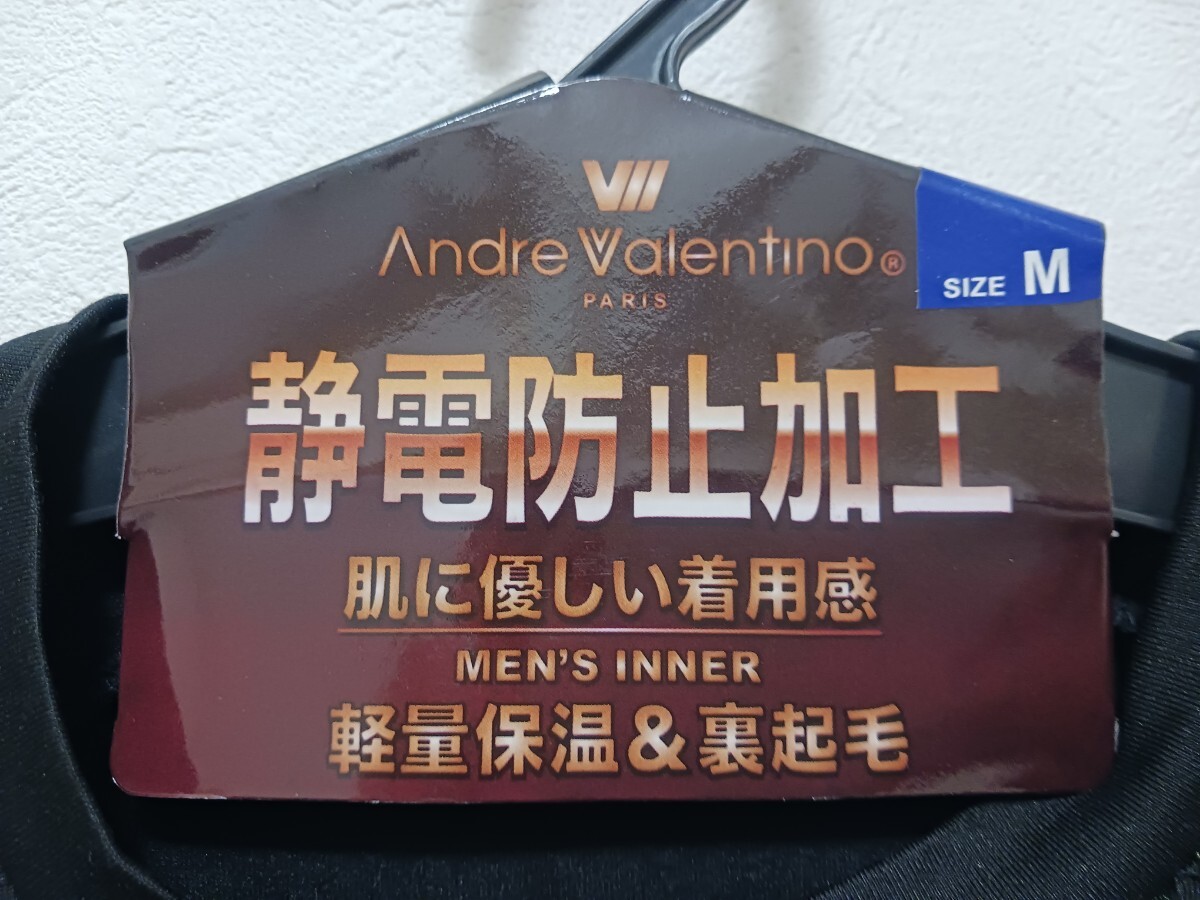 Andre Valentino®
PARIS
SIZE M
静電防止加工
肌に優しい着用感
MEN'S INNER
軽量保温&裏起毛